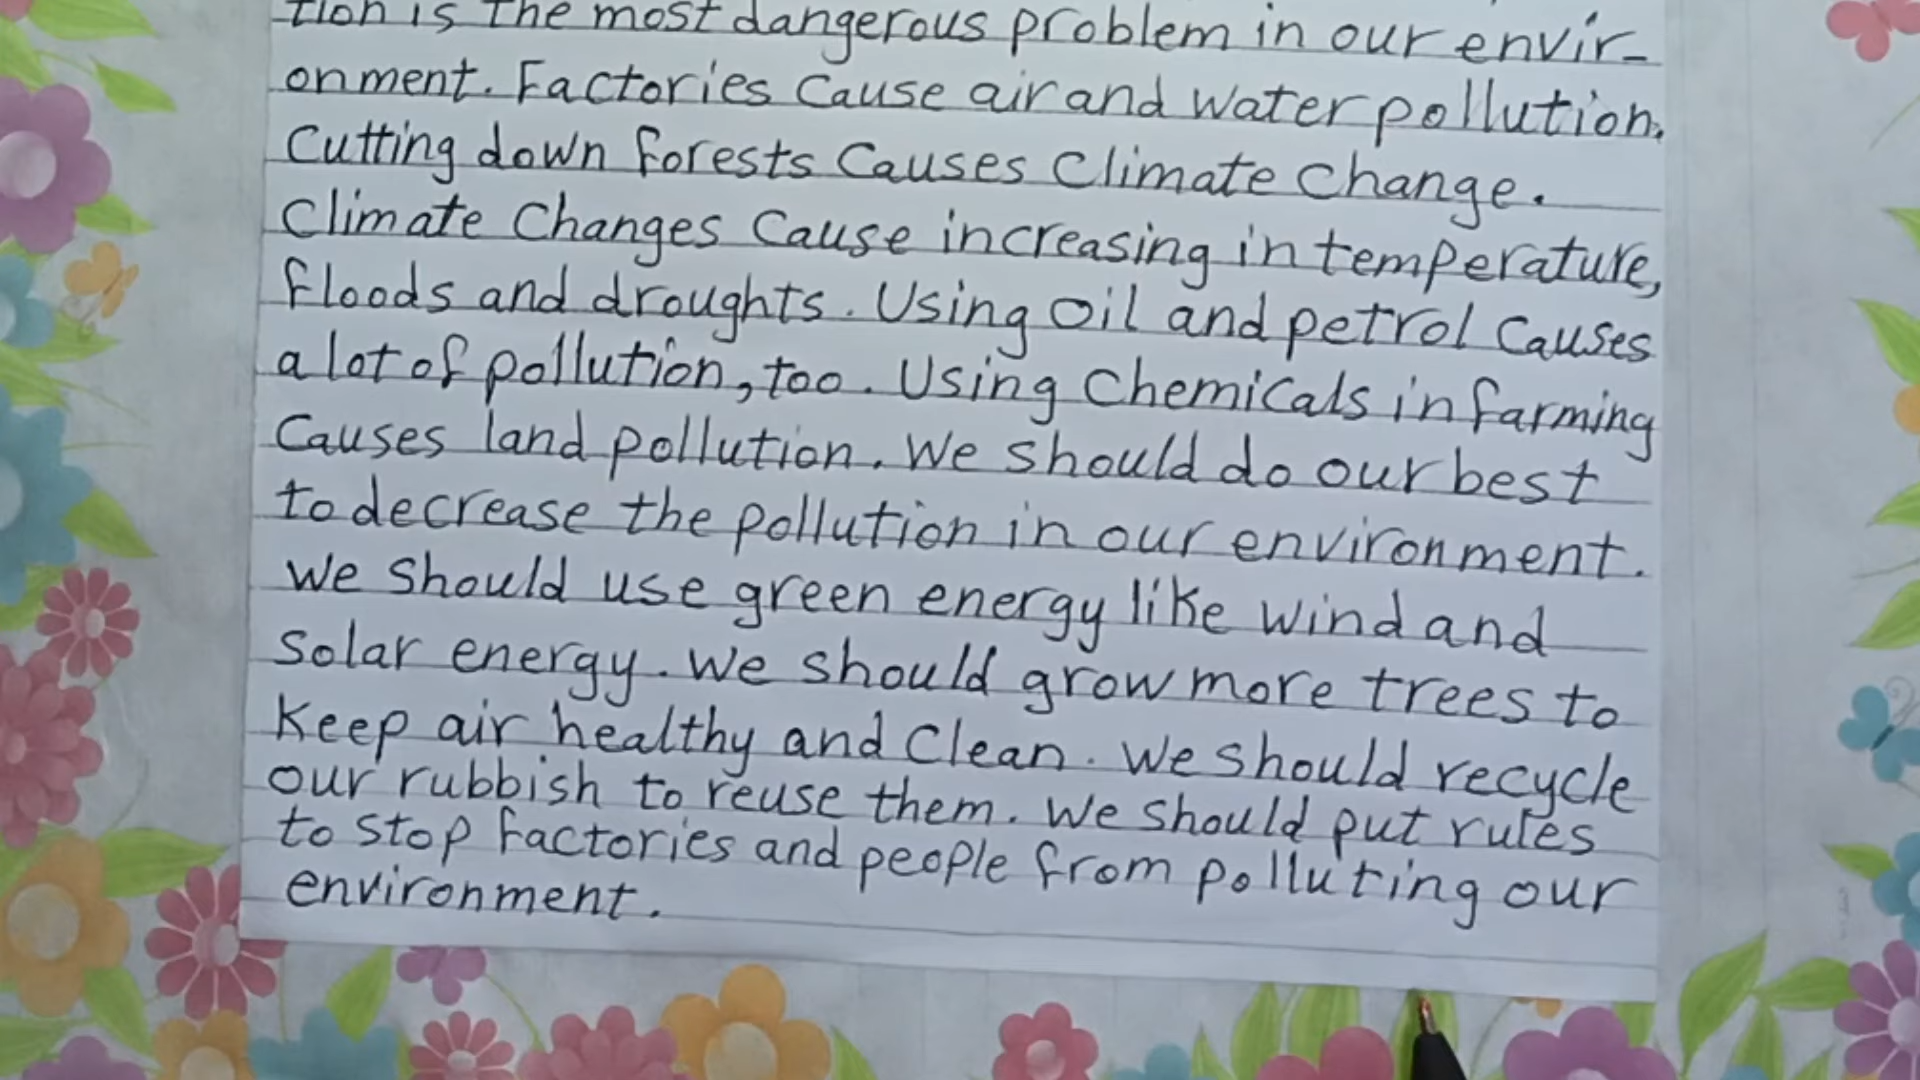 tion is the most dangerous problem in our envir-
onment. Factories cause air and water pollution.
Cutting down forests causes climate change.
Climate changes cause increasing in temperature,
floods and droughts. Using oil and petrol causes
a lot of pollution, too. Using chemicals in farming
causes land pollution. We should do our best
to decrease the pollution in our environment.
We should use green energy like wind and
solar energy. We should grow more trees to
keep air healthy and clean. We should recycle
our rubbish to reuse them. We should put rules
to stop factories and people from polluting our
environment.